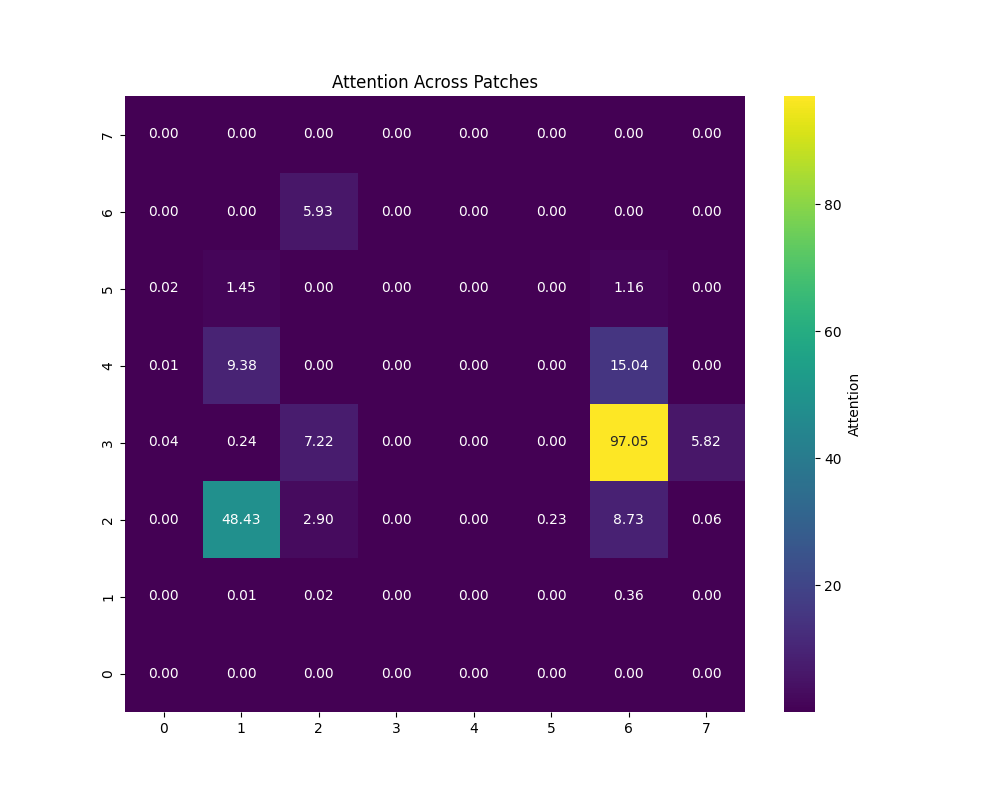 Attention Across Patches
7 0.00 0.00 0.00 0.00 0.00 0.00 0.00 0.00
6 0.00 0.00 5.93 0.00 0.00 0.00 0.00 0.00
80
5 0.02 1.45 0.00 0.00 0.00 0.00 1.16 0.00
60
4 0.01 9.38 0.00 0.00 0.00 0.00 15.04 0.00
Attention
3 0.04 0.24 7.22 0.00 0.00 0.00 97.05 5.82
40
2 0.00 48.43 2.90 0.00 0.00 0.23 8.73 0.06
20
1 0.00 0.01 0.02 0.00 0.00 0.00 0.36 0.00
0 0.00 0.00 0.00 0.00 0.00 0.00 0.00 0.00
0 1 2 3 4 5 6 7